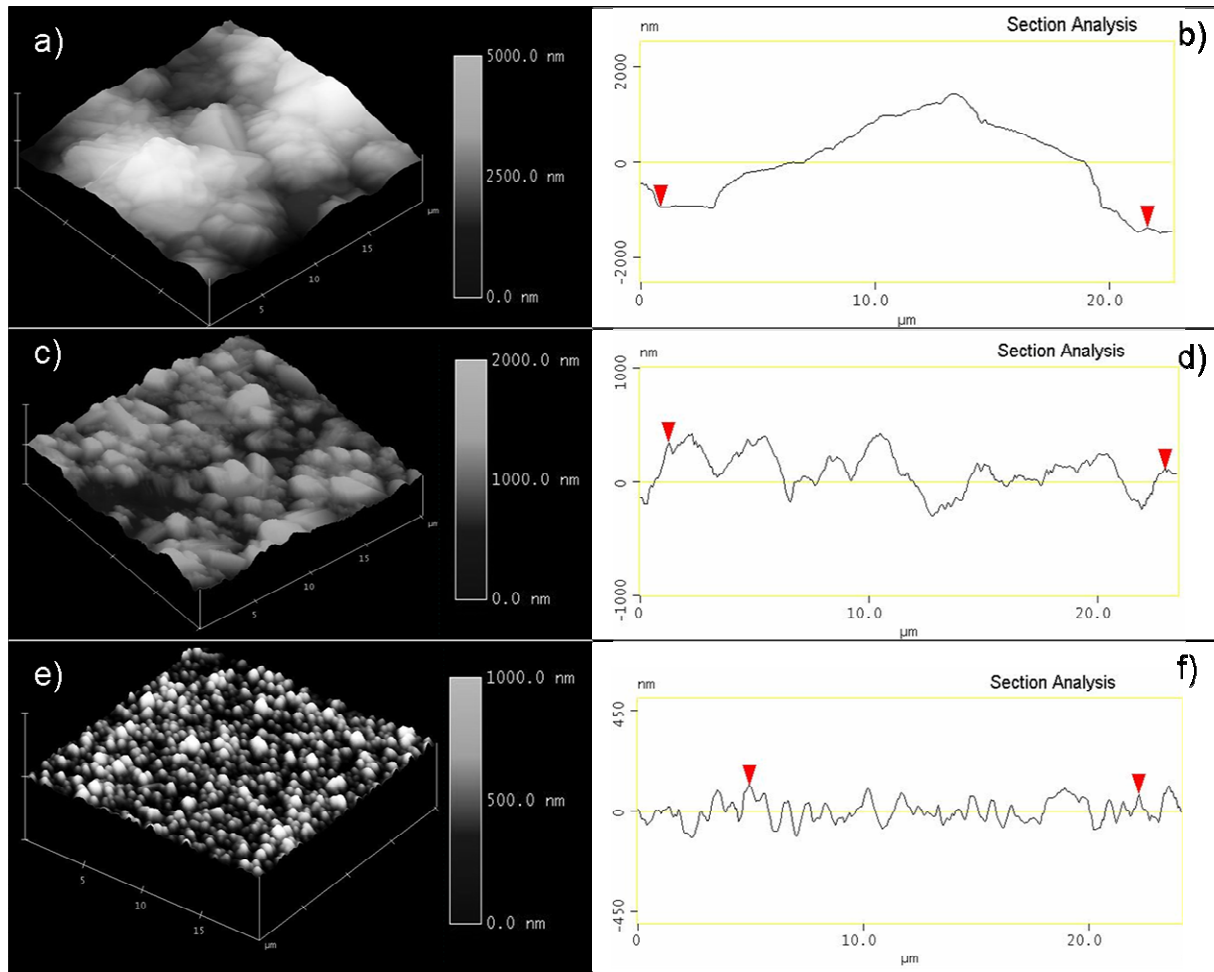 a)
5000.0 nm
2500.0 nm
0.0 nm
5
10
15
µm
b)
Section Analysis
nm
2000
0
-2000
0
10.0
20.0
µm
c)
2000.0 nm
1000.0 nm
0.0 nm
5
10
15
µm
d)
Section Analysis
nm
1000
0
-1000
0
10.0
20.0
µm
e)
1000.0 nm
500.0 nm
0.0 nm
5
10
15
µm
f)
Section Analysis
nm
450
0
-450
0
10.0
20.0
µm